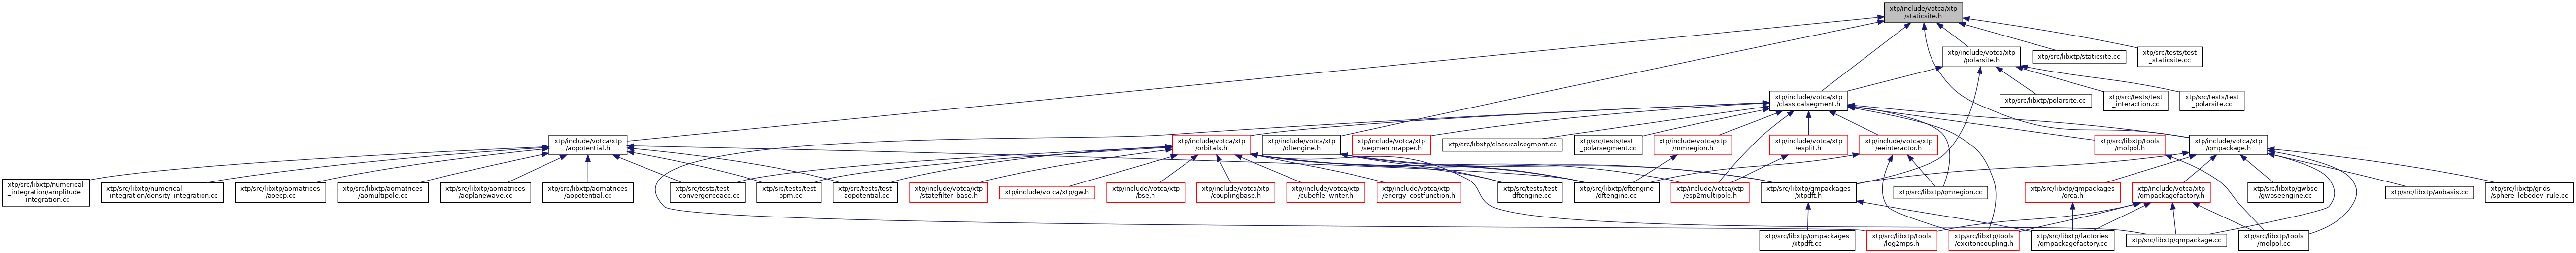 xtp/include/votca/xtp
/staticsite.h
xtp/include/votca/xtp
/polarsite.h
xtp/src/libxtp/staticsite.cc
xtp/src/tests/test
_staticsite.cc
xtp/include/votca/xtp
/classicalsegment.h
xtp/src/libxtp/polarsite.cc
xtp/src/tests/test
_interaction.cc
xtp/src/tests/test
_polarsite.cc
xtp/include/votca/xtp
/aopotential.h
xtp/include/votca/xtp
/orbitals.h
xtp/include/votca/xtp
/dftengine.h
xtp/include/votca/xtp
/segmentmapper.h
xtp/src/libxtp/classicalsegment.cc
xtp/src/tests/test
_polarsegment.cc
xtp/include/votca/xtp
/mmregion.h
xtp/include/votca/xtp
/espfit.h
xtp/include/votca/xtp
/eeinteractor.h
xtp/src/libxtp/tools
/molpol.h
xtp/include/votca/xtp
/qmpackage.h
xtp/src/libxtp/numerical
_integration/amplitude
_integration.cc
xtp/src/libxtp/numerical
_integration/density_integration.cc
xtp/src/libxtp/aomatrices
/aoecp.cc
xtp/src/libxtp/aomatrices
/aomultipole.cc
xtp/src/libxtp/aomatrices
/aoplanewave.cc
xtp/src/libxtp/aomatrices
/aopotential.cc
xtp/src/tests/test
_convergenceacc.cc
xtp/src/tests/test
_ppm.cc
xtp/src/tests/test
_aopotential.cc
xtp/include/votca/xtp
/statefilter_base.h
xtp/include/votca/xtp/gw.h
xtp/include/votca/xtp
/bse.h
xtp/include/votca/xtp
/couplingbase.h
xtp/include/votca/xtp
/cubefile_writer.h
xtp/include/votca/xtp
/energy_costfunction.h
xtp/src/tests/test
_dftengine.cc
xtp/src/libxtp/dftengine
/dftengine.cc
xtp/include/votca/xtp
/esp2multipole.h
xtp/src/libxtp/qmpackages
/xtpdft.h
xtp/src/libxtp/qmregion.cc
xtp/src/libxtp/qmpackages
/orca.h
xtp/include/votca/xtp
/qmpackagefactory.h
xtp/src/libxtp/gwbse
/gwbseengine.cc
xtp/src/libxtp/aobasis.cc
xtp/src/libxtp/grids
/sphere_lebedev_rule.cc
xtp/src/libxtp/qmpackages
/xtpdft.cc
xtp/src/libxtp/tools
/log2mps.h
xtp/src/libxtp/tools
/excitoncoupling.h
xtp/src/libxtp/factories
/qmpackagefactory.cc
xtp/src/libxtp/qmpackage.cc
xtp/src/libxtp/tools
/molpol.cc